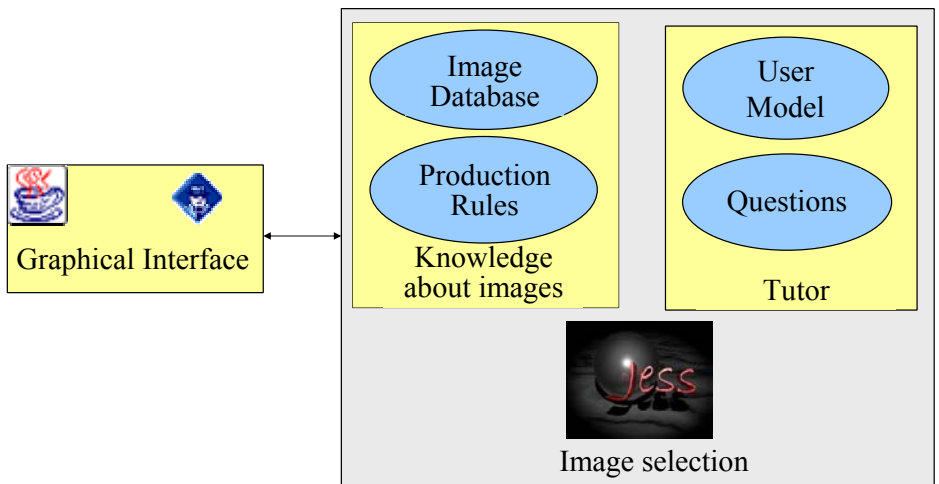 Image
Database
Production
Rules
Knowledge
about images
User
Model
Questions
Tutor
Graphical Interface
Jess
Image selection